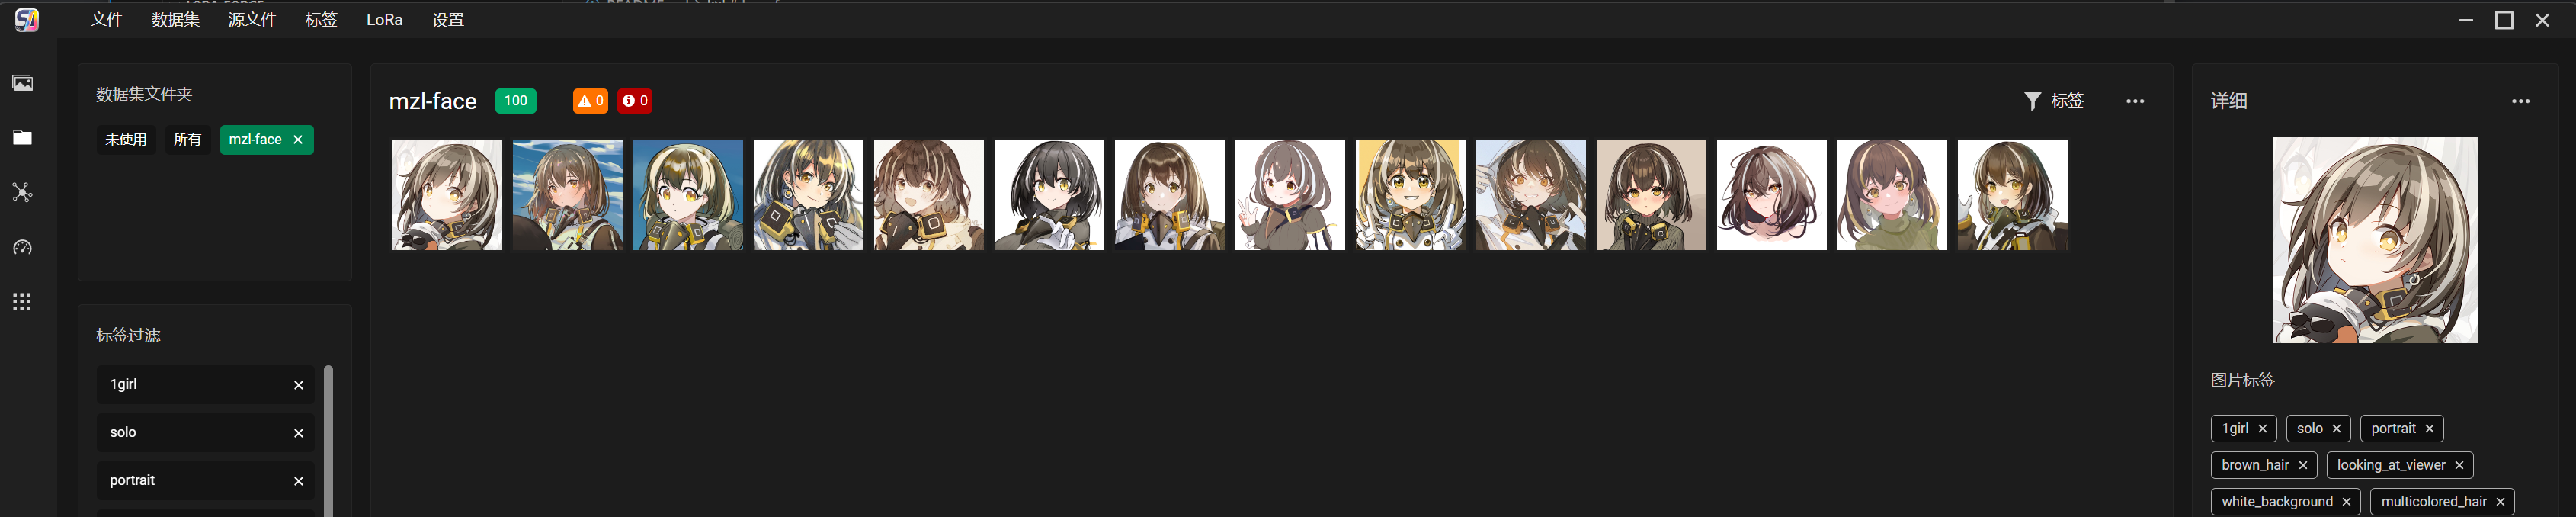 文件 数据集 源文件 标签 LoRa 设置
数据集文件夹
未使用 所有 mzl-face
标签过滤
1girl
solo
portrait
mzl-face 100 0 0
标签
详细
图片标签
1girl solo portrait
brown_hair looking_at_viewer
white_background multicolored_hair